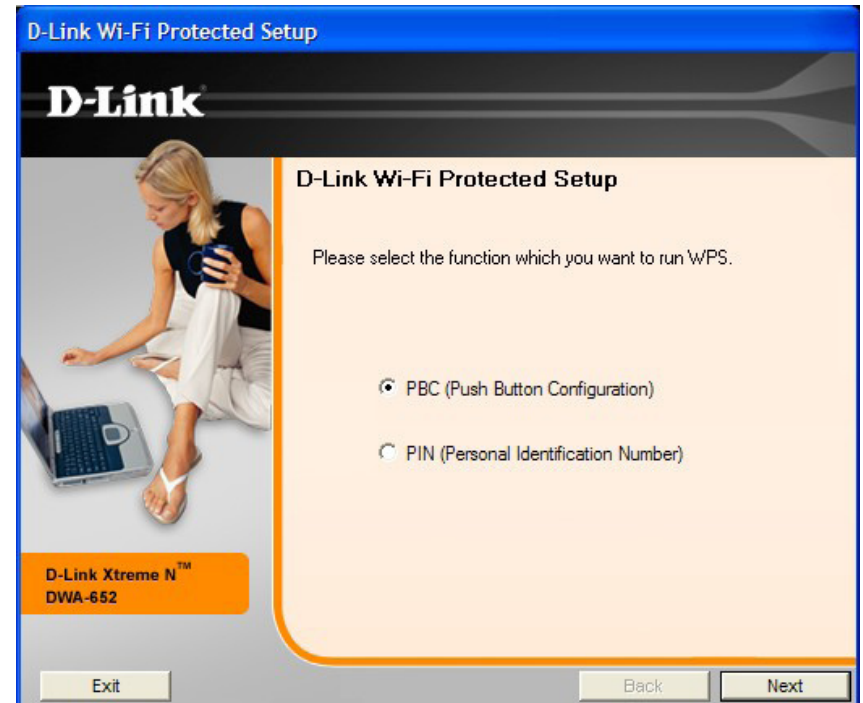 D-Link Wi-Fi Protected Setup
D-Link
D-Link Wi-Fi Protected Setup
Please select the function which you want to run WPS.
PBC (Push Button Configuration)
PIN (Personal Identification Number)
D-Link Xtreme N™
DWA-652
Exit
Back
Next